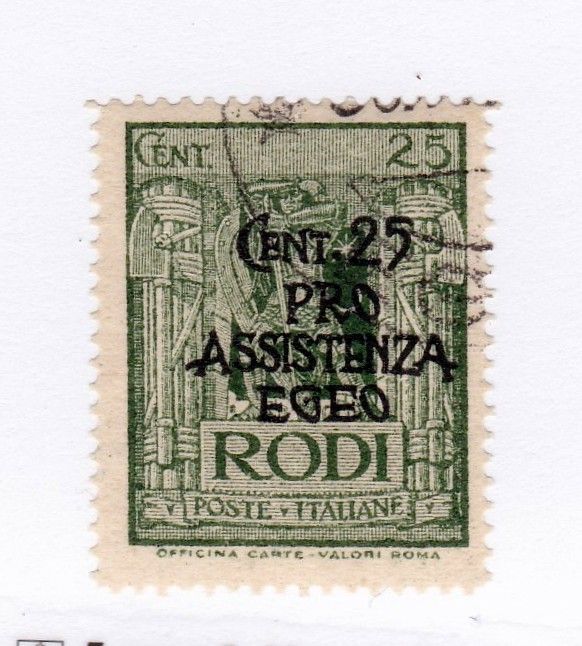 CENT. 25
CENT. 25
PRO
ASSISTENZA
EGEO
RODI
POSTE ITALIANE
OFFICINA CARTE-VALORI ROMA